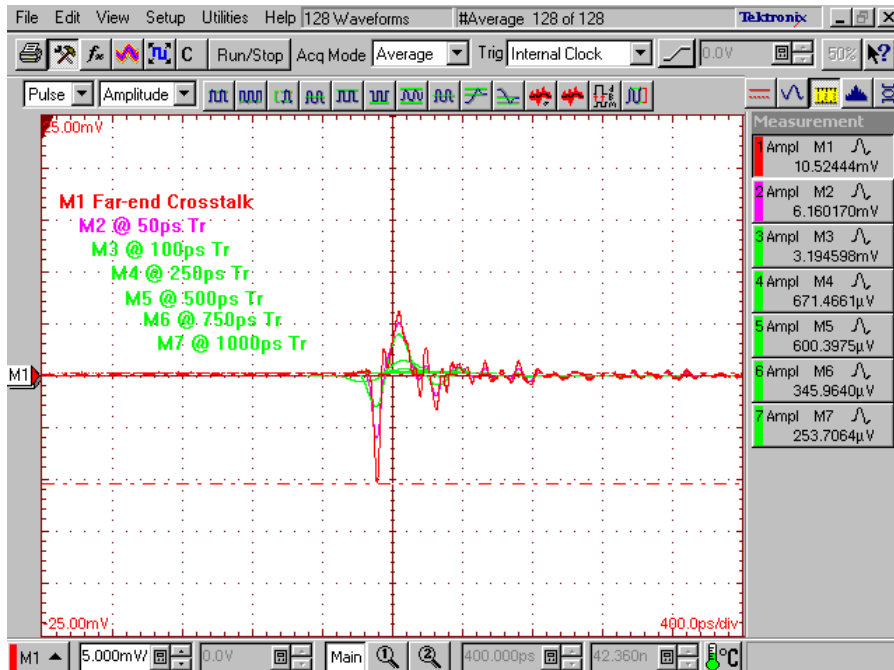 File Edit View Setup Utilities Help 128 Waveforms #Average 128 of 128 Tektronix
C Run/Stop Acq Mode Average Trig Internal Clock 0.0V 50%
Pulse Amplitude
25.00mV
M1 Far-end Crosstalk
M2 @ 50ps Tr
M3 @ 100ps Tr
M4 @ 250ps Tr
M5 @ 500ps Tr
M6 @ 750ps Tr
M7 @ 1000ps Tr
M1
-25.00mV
400.0ps/div
Measurement
1 Ampl M1
10.52444mV
2 Ampl M2
6.160170mV
3 Ampl M3
3.194598mV
4 Ampl M4
671.4661µV
5 Ampl M5
600.3975µV
6 Ampl M6
345.9640µV
7 Ampl M7
253.7064µV
M1 5.000mV/ 0.0V Main 1 2 400.000ps 42.360n °C